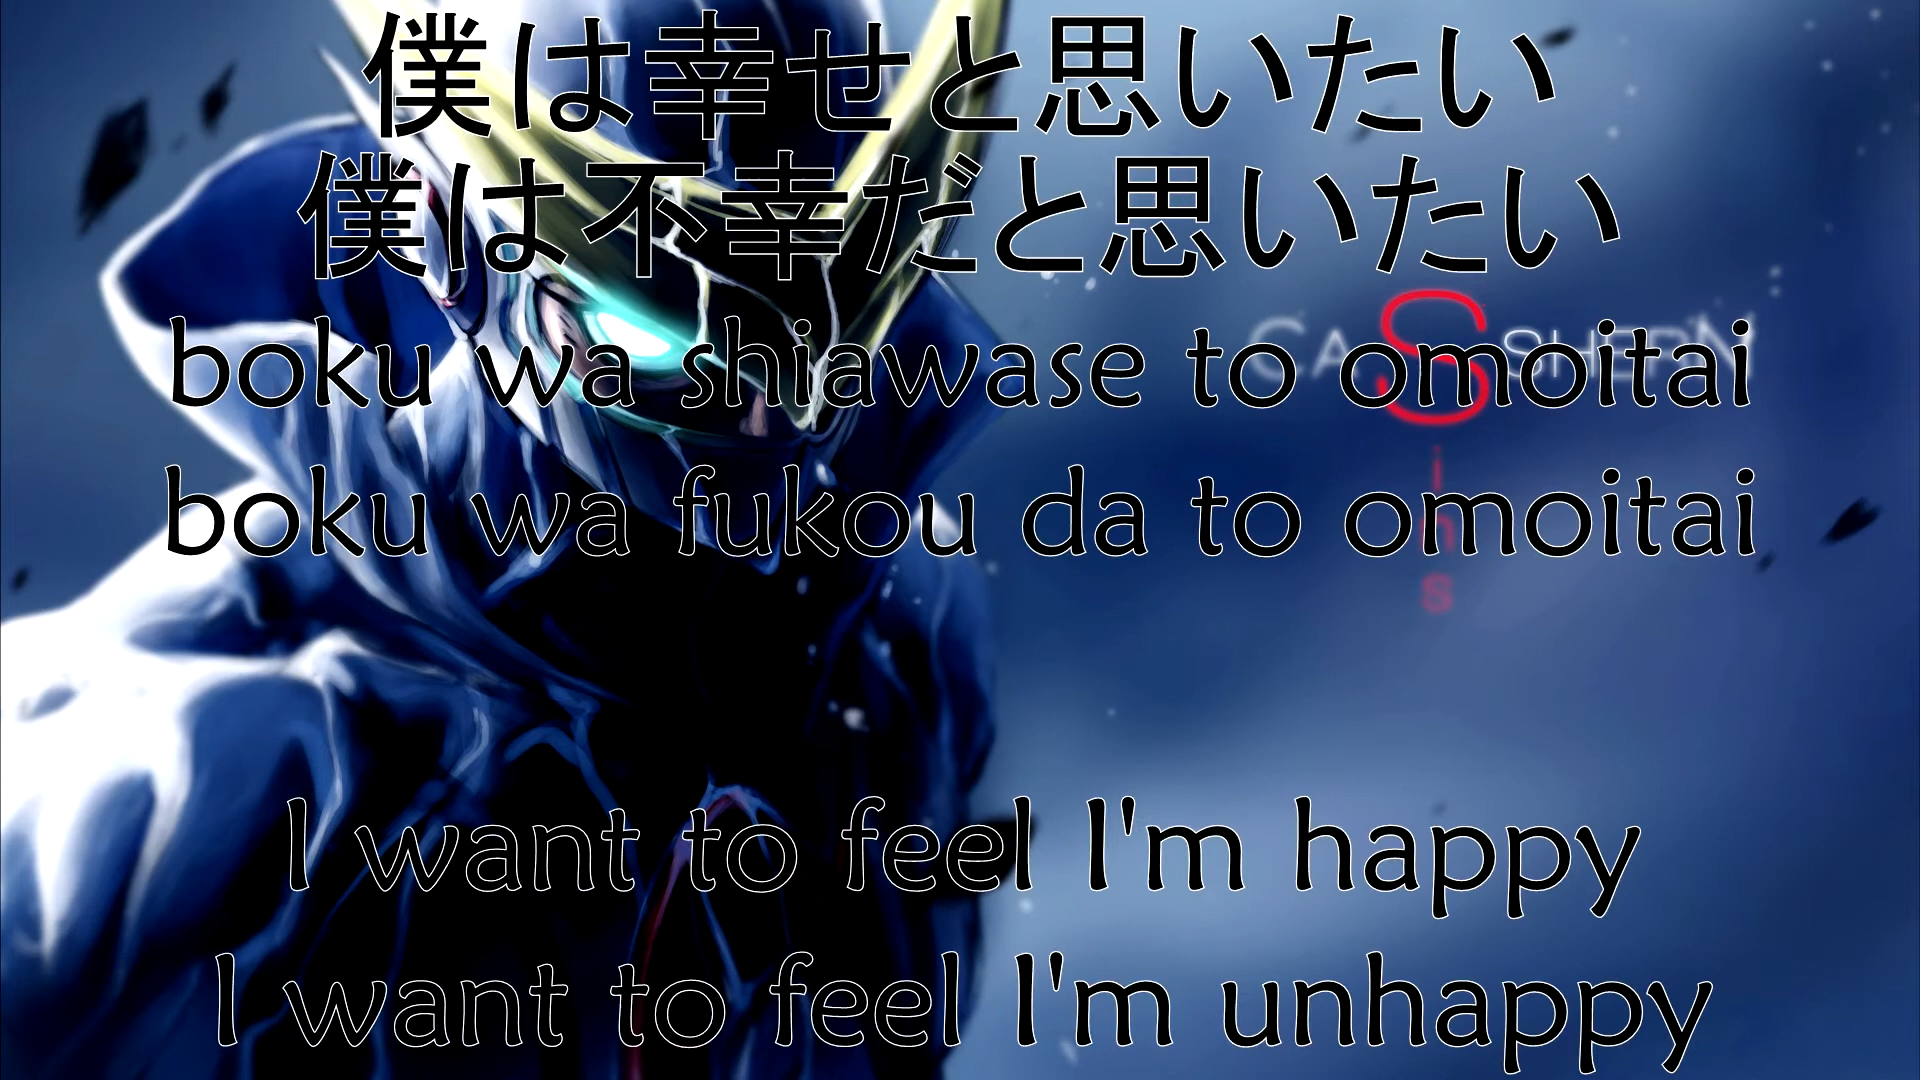 僕は幸せと思いたい
僕は不幸だと思いたい
boku wa shiawase to omoitai
boku wa fukou da to omoitai
CASSHERN
Sins
I want to feel I'm happy
I want to feel I'm unhappy